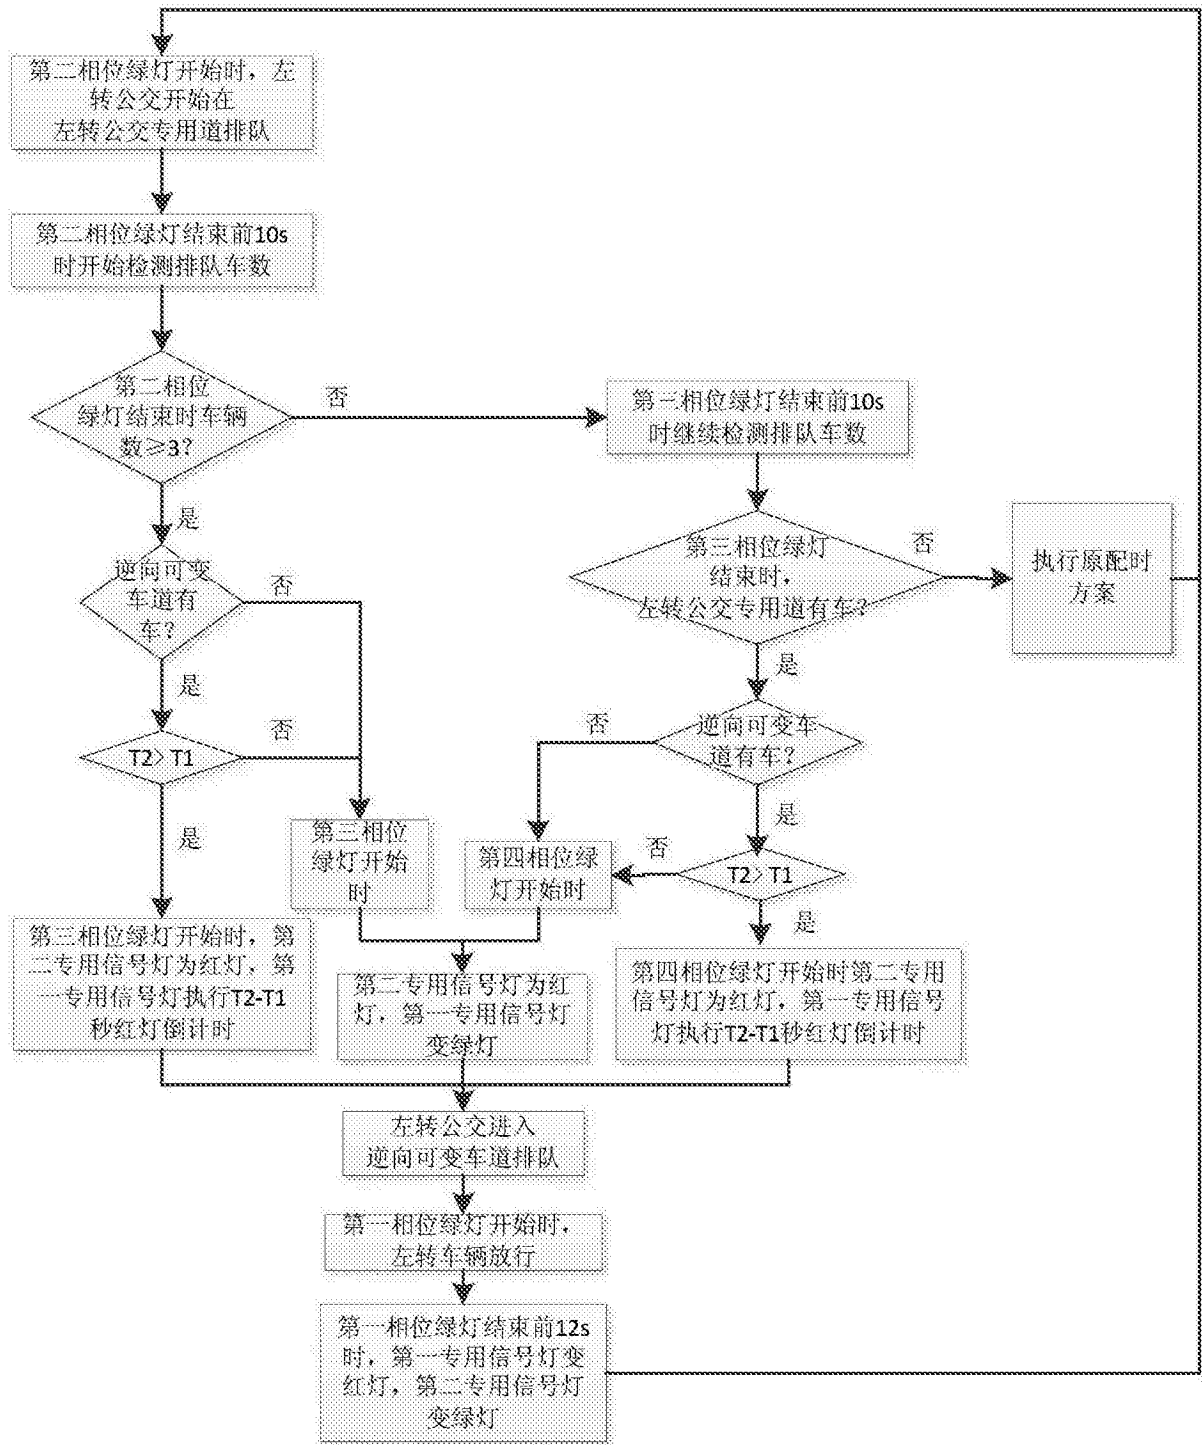 第二相位绿灯开始时，左
转公交开始在
左转公交专用道排队
第二相位绿灯结束前10s
时开始检测排队车数
第二相位
绿灯结束时车辆
数≥3?
否
第三相位绿灯结束前10s
时继续检测排队车数
是
逆向可变
车道有
车?
否
第三相位绿灯
结束时，
左转公交专用道有车?
否
执行原配时
方案
是
是
T2> T1
否
否
逆向可变车
道有车?
是
是
第三相位
绿灯开始
时
第四相位绿
灯开始时
否
T2> T1
是
第三相位绿灯开始时，第
二专用信号灯为红灯，第
一专用信号灯执行T2-T1
秒红灯倒计时
第二专用信号灯为红
灯，第一专用信号灯
变绿灯
第四相位绿灯开始时第二专用
信号灯为红灯，第一专用信号
灯执行T2-T1秒红灯倒计时
左转公交进入
逆向可变车道排队
第一相位绿灯开始时，
左转车辆放行
第一相位绿灯结束前12s
时，第一专用信号灯变
红灯，第二专用信号灯
变绿灯